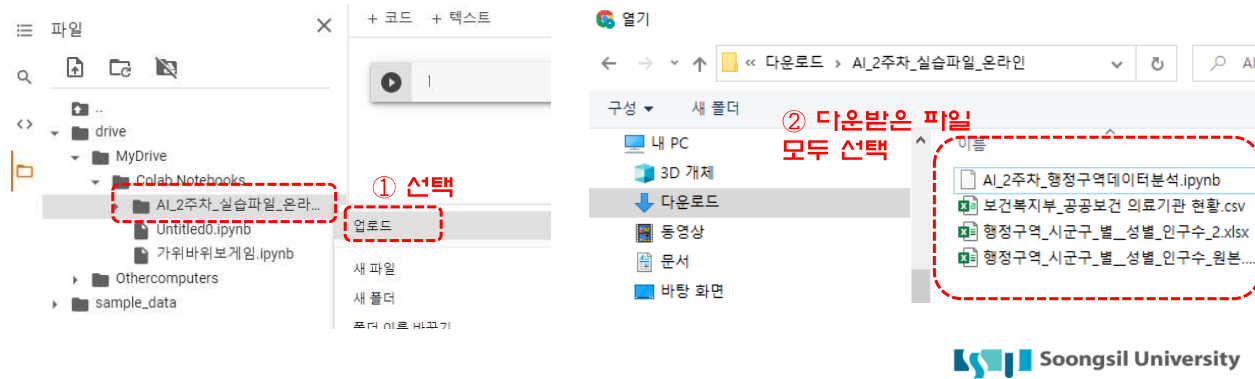 파일
+ 코드 + 텍스트
1
..
drive
MyDrive
Colab Notebooks
AI_2주차_실습파일_온라...
Untitled0.ipynb
가위바위보게임.ipynb
Othercomputers
sample_data
① 선택
업로드
새 파일
새 폴더
폴더 이름 바꾸기
열기
« 다운로드 › AI_2주차_실습파일_온라인
AI
구성 새 폴더
② 다운받은 파일
모두 선택
내 PC
3D 개체
다운로드
동영상
문서
바탕 화면
이름
AI_2주차_행정구역데이터분석.ipynb
보건복지부_공공보건 의료기관 현황.csv
행정구역_시군구_별__성별_인구수_2.xlsx
행정구역_시군구_별__성별_인구수_원본....
Soongsil University